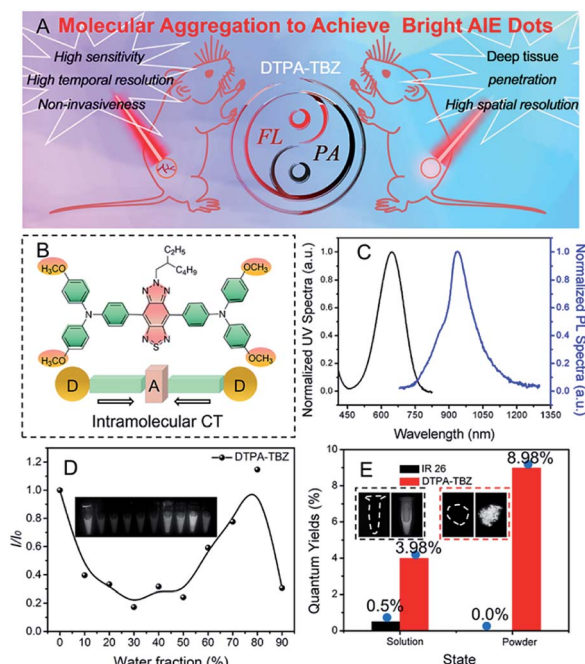 A Molecular Aggregation to Achieve Bright AIE Dots
High sensitivity
High temporal resolution
Non-invasiveness
DTPA-TBZ
FL
PA
Deep tissue
penetration
High spatial resolution
B
C₂H₅
C₄H₉
H₃CO
OCH₃
N N
N
N
N
N N
S
H₃CO
OCH₃
D A D
Intramolecular CT
C
Normalized UV Spectra (a.u.)
1.0
0.8
0.6
0.4
0.2
0.0
450 600 750 900 1050 1200 1350
Wavelength (nm)
1.0
0.8
0.6
0.4
0.2
0.0
Normalized PL Spectra (a.u.)
D
DTPA-TBZ
I/I₀
1.2
1.0
0.8
0.6
0.4
0.2
0.0
0 10 20 30 40 50 60 70 80 90
Water fraction (%)
E
IR 26
DTPA-TBZ
8.98%
3.98%
0.5%
0.0%
Quantum Yields (%)
10
8
6
4
2
0
Solution Powder
State